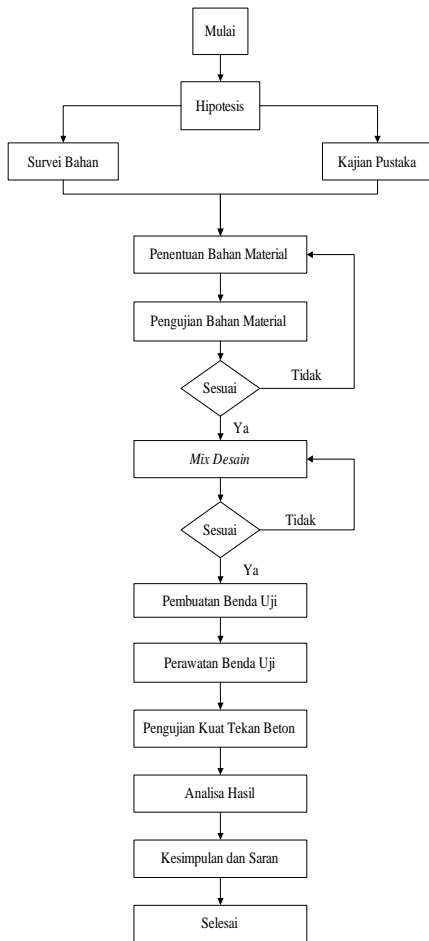 Mulai
Hipotesis
Survei Bahan
Kajian Pustaka
Penentuan Bahan Material
Pengujian Bahan Material
Sesuai
Tidak
Ya
Mix Desain
Sesuai
Tidak
Ya
Pembuatan Benda Uji
Perawatan Benda Uji
Pengujian Kuat Tekan Beton
Analisa Hasil
Kesimpulan dan Saran
Selesai